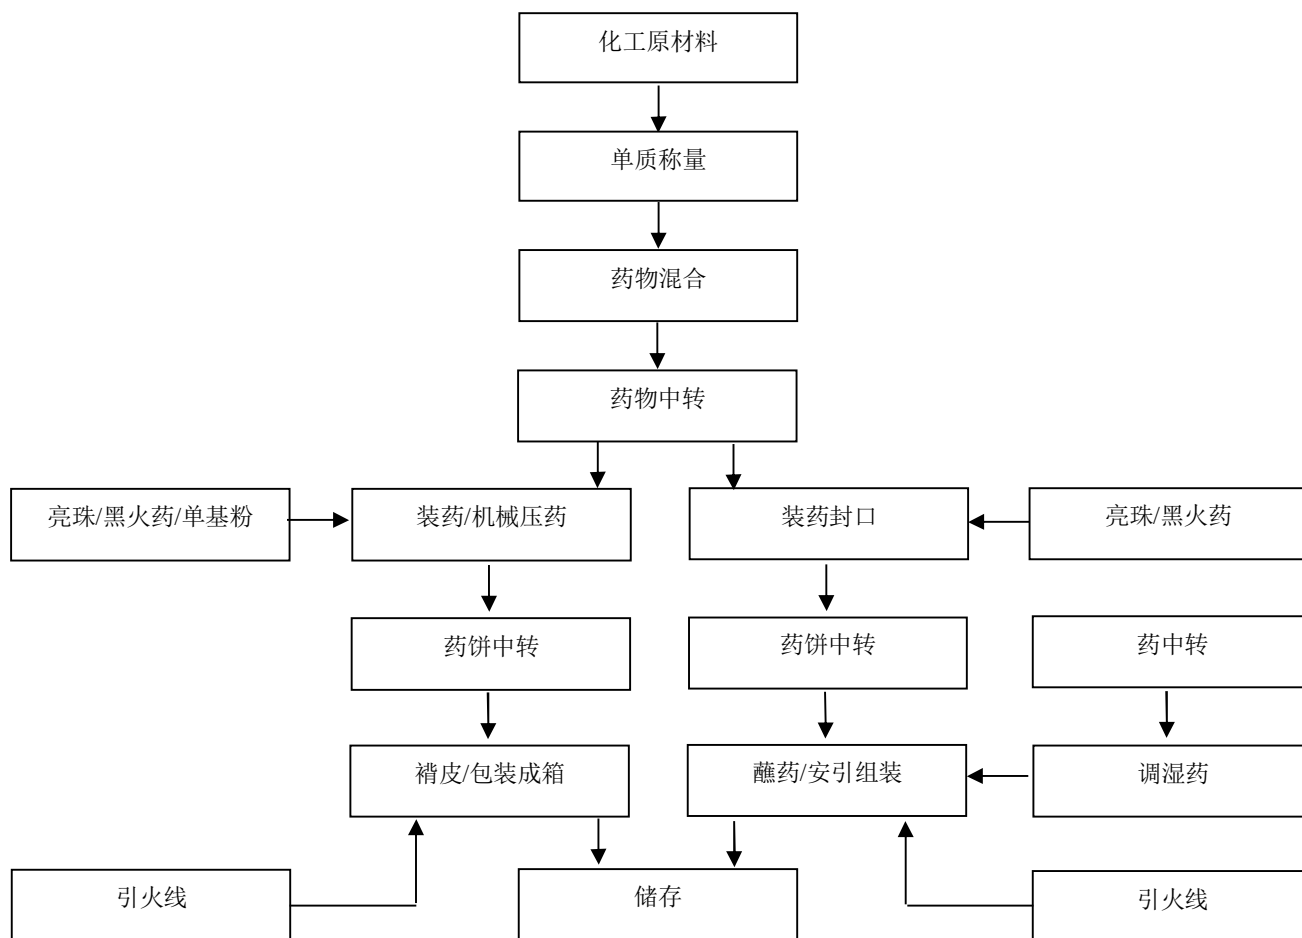 化工原材料
单质称量
药物混合
药物中转
亮珠/黑火药/单基粉
装药/机械压药
装药封口
亮珠/黑火药
药饼中转
药饼中转
药中转
褙皮/包装成箱
蘸药/安引组装
调湿药
引火线
储存
引火线